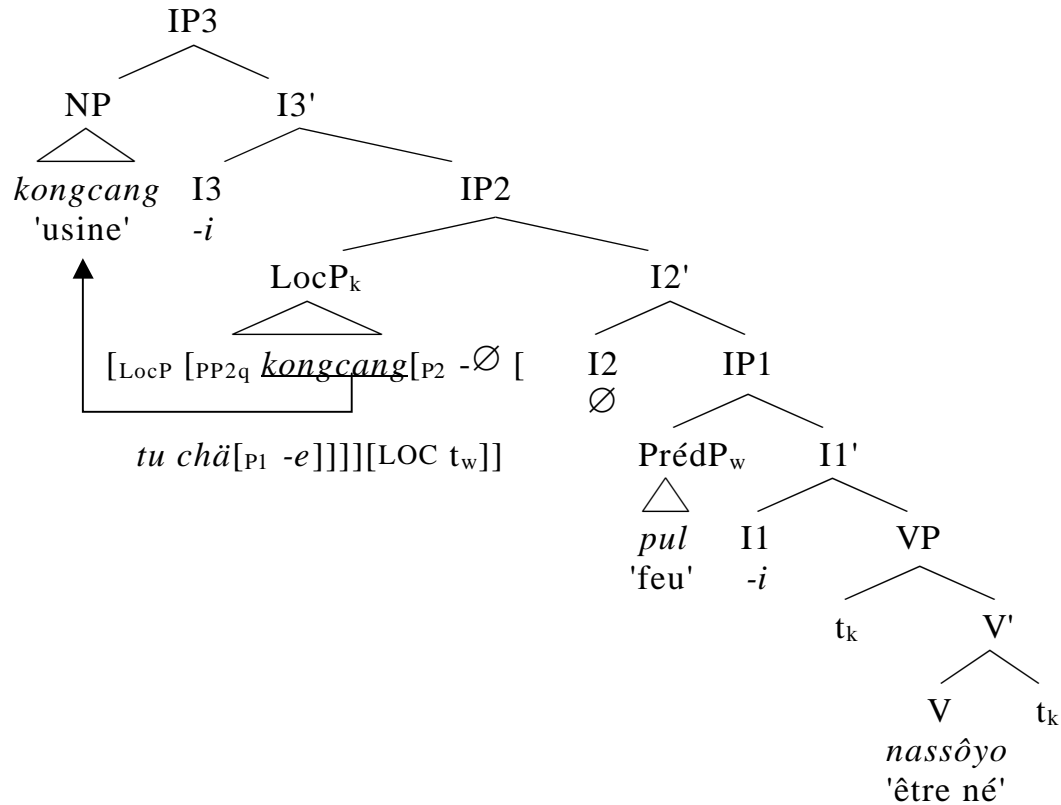 IP3
NP I3'
kongcang I3 IP2
'usine' -i
LocPk I2'
[LocP [PP2q kongcang[P2 -∅ [ I2 IP1
∅
tu chä[P1 -e]]]][LOC tw]] PrédPw I1'
pul I1 VP
'feu' -i
tk V'
V tk
nassôyo
'être né'